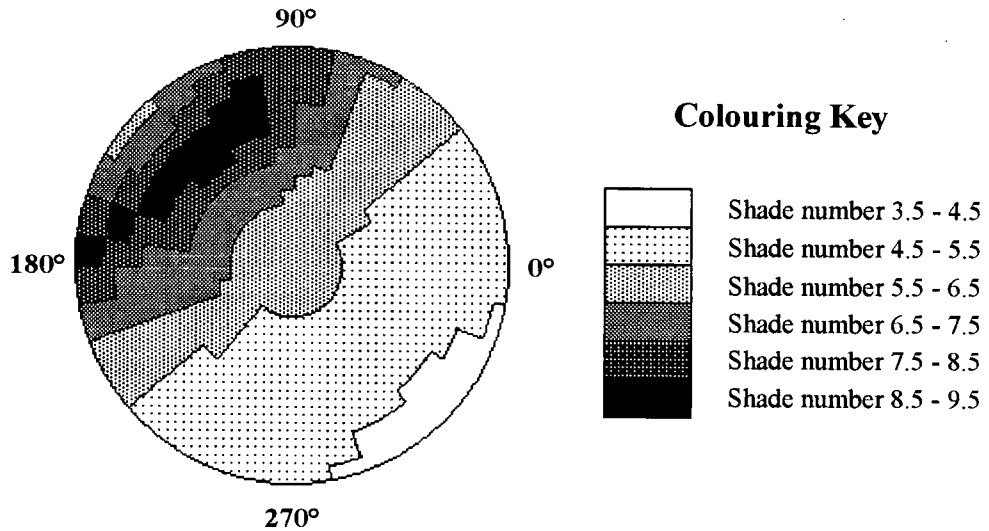 90°
180°
0°
270°
Colouring Key
Shade number 3.5 - 4.5
Shade number 4.5 - 5.5
Shade number 5.5 - 6.5
Shade number 6.5 - 7.5
Shade number 7.5 - 8.5
Shade number 8.5 - 9.5